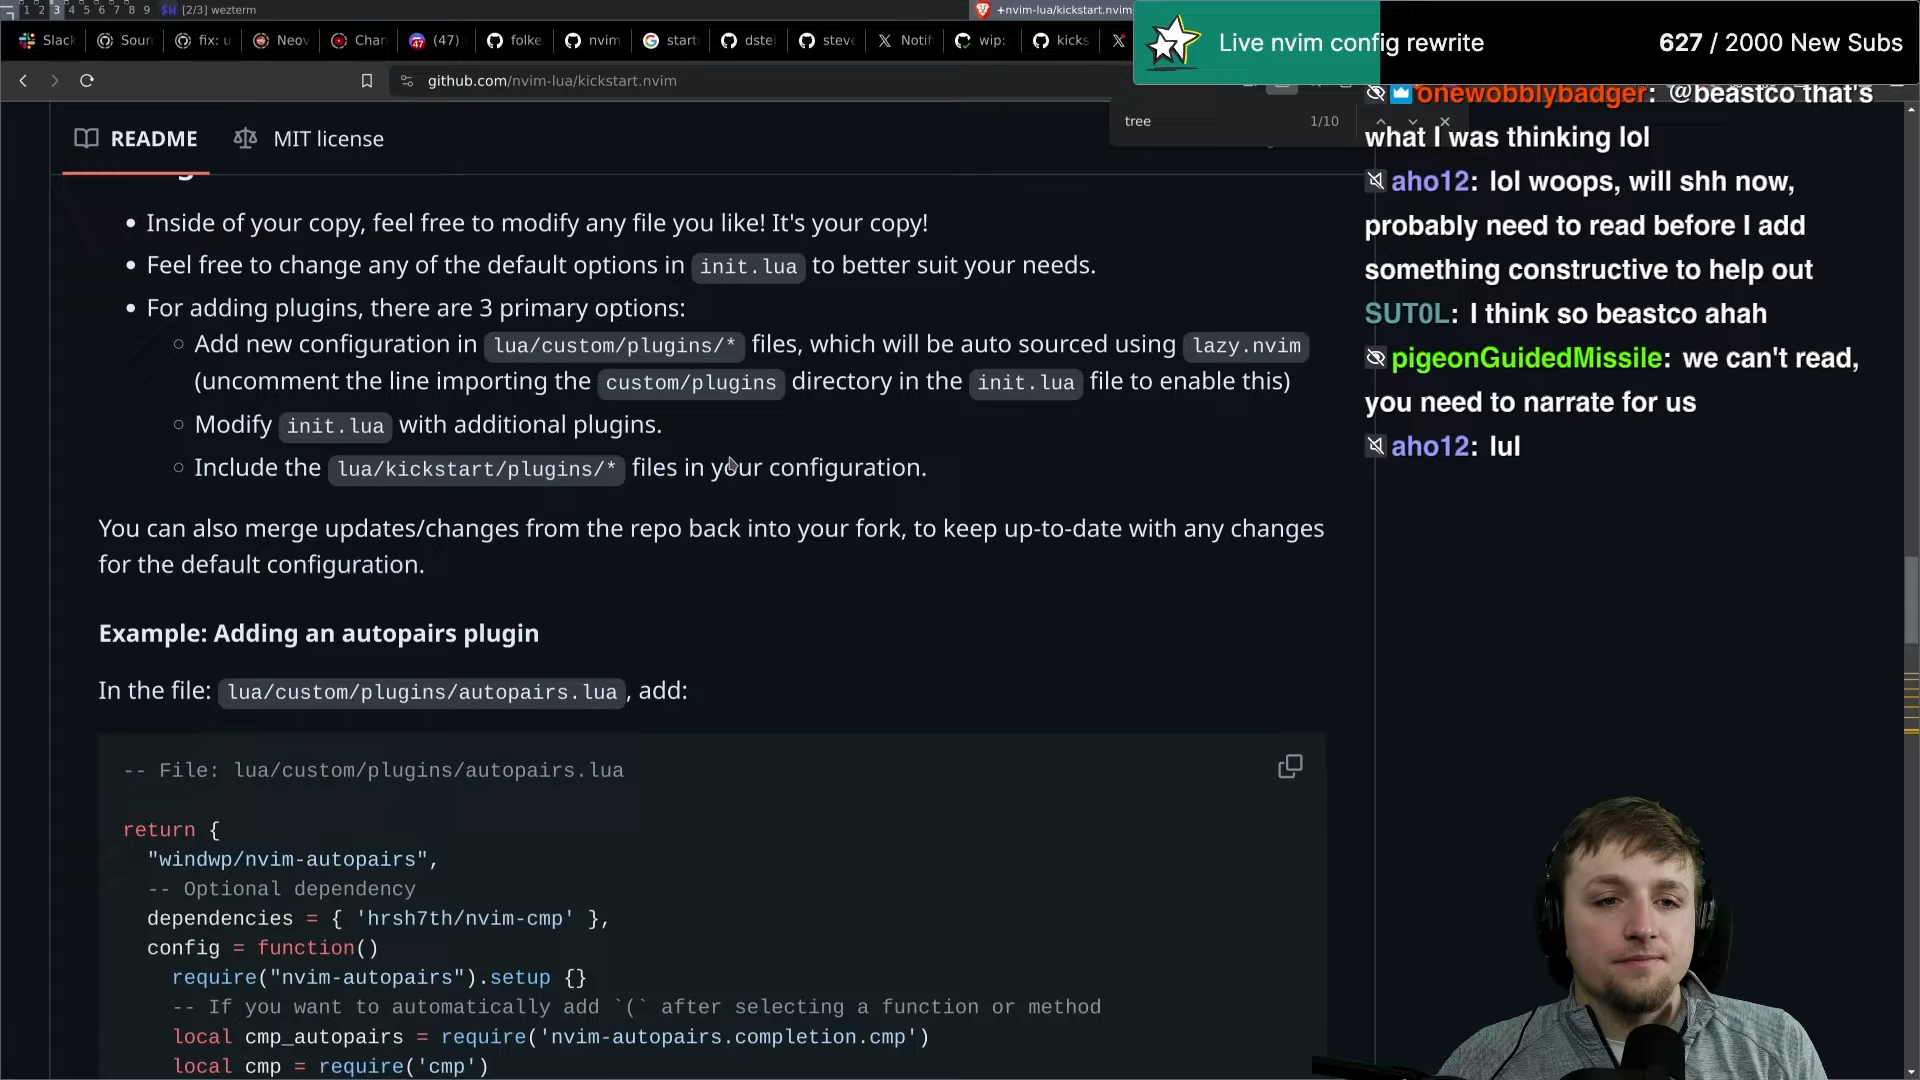 1 2 3 4 5 6 7 8 9 [2/3] wezterm
+nvim-lua/kickstart.nvim
Slack
Sour
fix: u
Neov
Chan
(47)
folke
nvim
start
dstei
steve
Notif
wip:
kicks
Live nvim config rewrite
627 / 2000 New Subs
github.com/nvim-lua/kickstart.nvim
tree 1/10
README
MIT license
• Inside of your copy, feel free to modify any file you like! It's your copy!
• Feel free to change any of the default options in init.lua to better suit your needs.
• For adding plugins, there are 3 primary options:
○ Add new configuration in lua/custom/plugins/* files, which will be auto sourced using lazy.nvim
(uncomment the line importing the custom/plugins directory in the init.lua file to enable this)
○ Modify init.lua with additional plugins.
○ Include the lua/kickstart/plugins/* files in your configuration.
You can also merge updates/changes from the repo back into your fork, to keep up-to-date with any changes
for the default configuration.
Example: Adding an autopairs plugin
In the file: lua/custom/plugins/autopairs.lua , add:
-- File: lua/custom/plugins/autopairs.lua
return {
"windwp/nvim-autopairs",
-- Optional dependency
dependencies = { 'hrsh7th/nvim-cmp' },
config = function()
require("nvim-autopairs").setup {}
-- If you want to automatically add `(` after selecting a function or method
local cmp_autopairs = require('nvim-autopairs.completion.cmp')
local cmp = require('cmp')
onewobblybadger: @beastco that's
what I was thinking lol
aho12: lol woops, will shh now,
probably need to read before I add
something constructive to help out
SUT0L: I think so beastco ahah
pigeonGuidedMissile: we can't read,
you need to narrate for us
aho12: lul